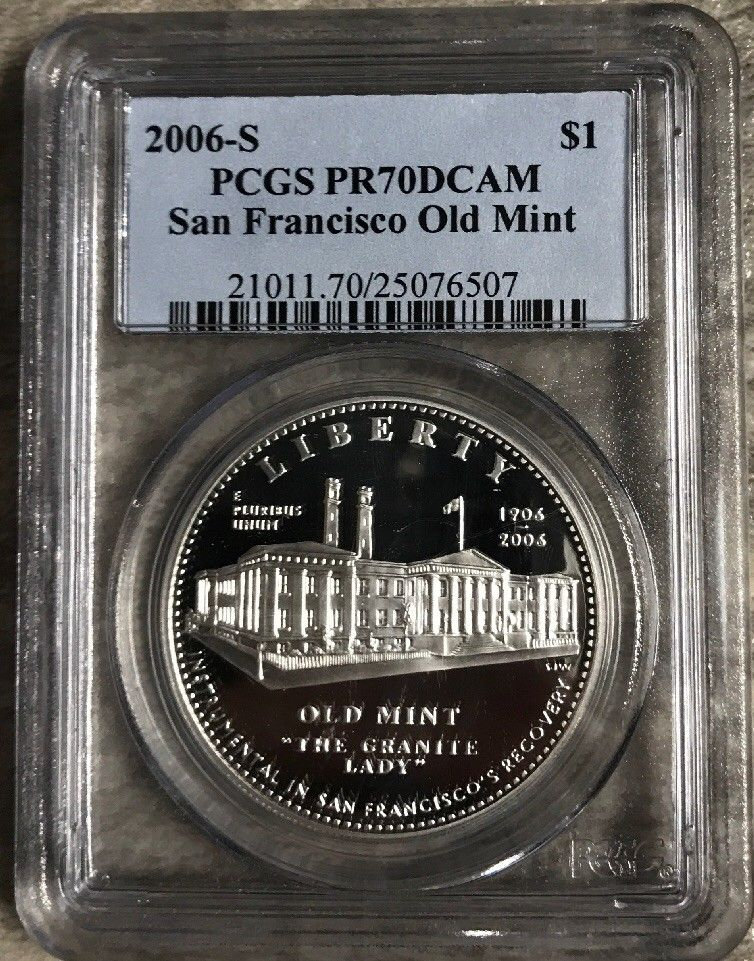 2006-S $1
PCGS PR70DCAM
San Francisco Old Mint
21011.70/25076507
LIBERTY
E
PLURIBUS
UNUM
1906
2006
OLD MINT
"THE GRANITE
LADY"
INSTRUMENTAL IN SAN FRANCISCO'S RECOVERY